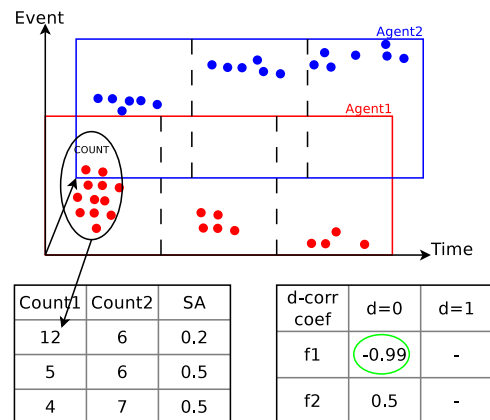 Event
Agent2
Agent1
COUNT
Time
Count1 Count2 SA
12 6 0.2
5 6 0.5
4 7 0.5
d-corr coef d=0 d=1
f1 -0.99 -
f2 0.5 -